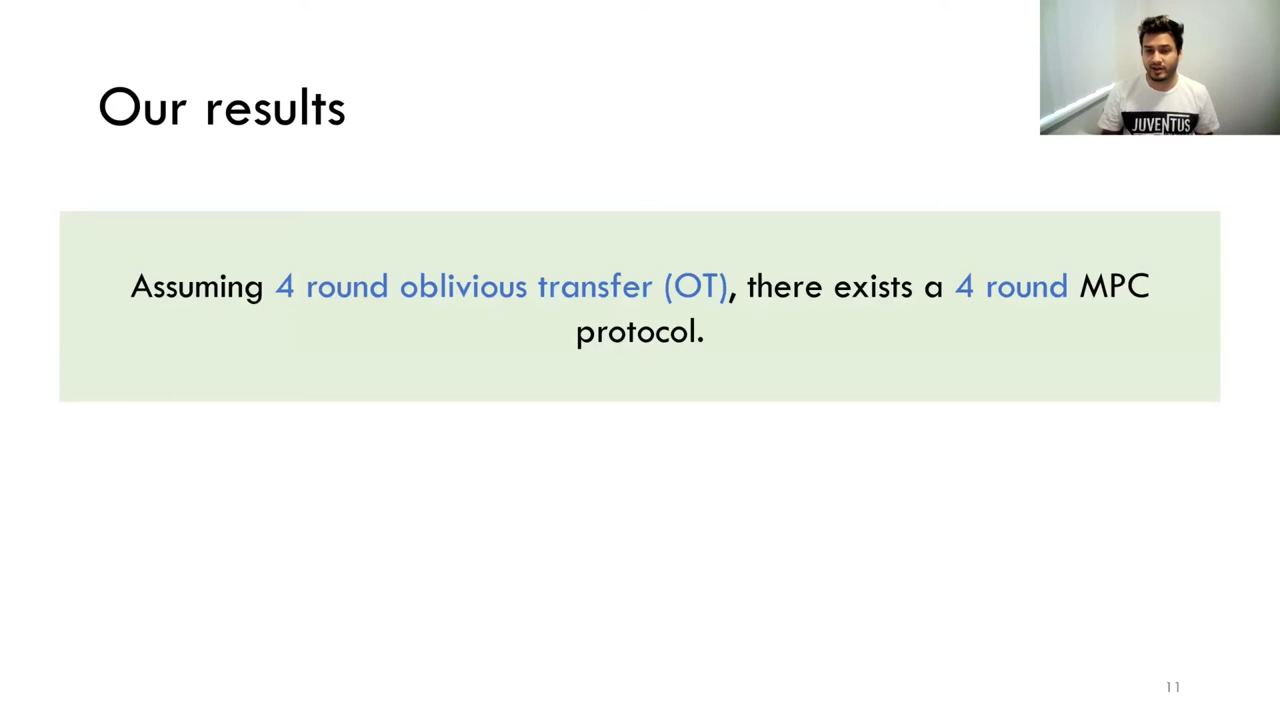 Our results
JUVENTUS
Assuming 4 round oblivious transfer (OT), there exists a 4 round MPC
protocol.
11